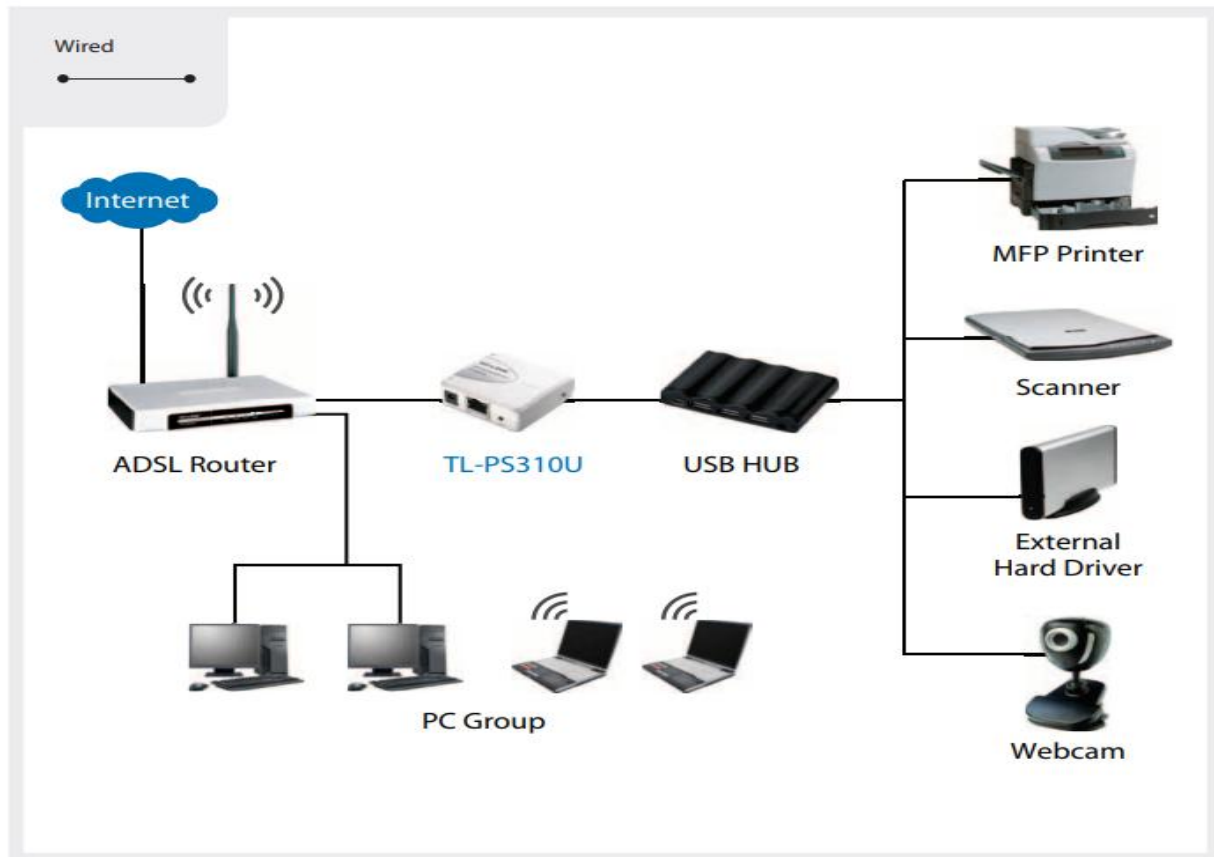 Wired
Internet
MFP Printer
Scanner
ADSL Router
TL-PS310U
USB HUB
External
Hard Driver
PC Group
Webcam